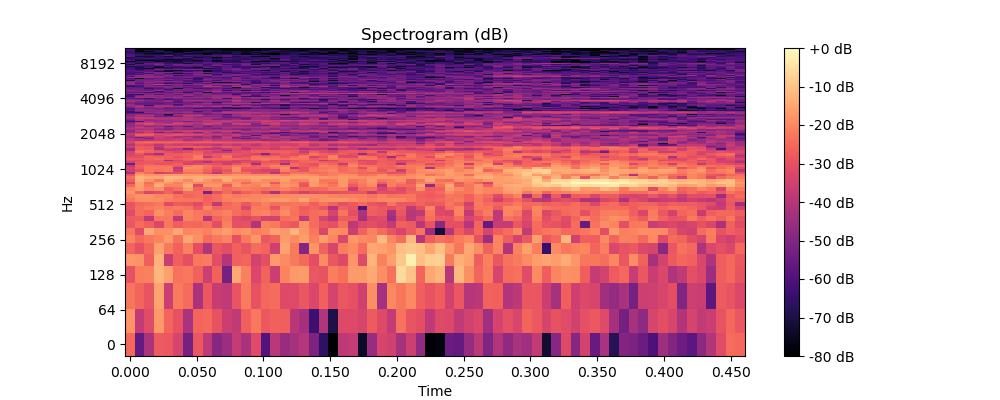 Spectrogram (dB)
Hz
8192
4096
2048
1024
512
256
128
64
0
0.000 0.050 0.100 0.150 0.200 0.250 0.300 0.350 0.400 0.450
Time
+0 dB
-10 dB
-20 dB
-30 dB
-40 dB
-50 dB
-60 dB
-70 dB
-80 dB